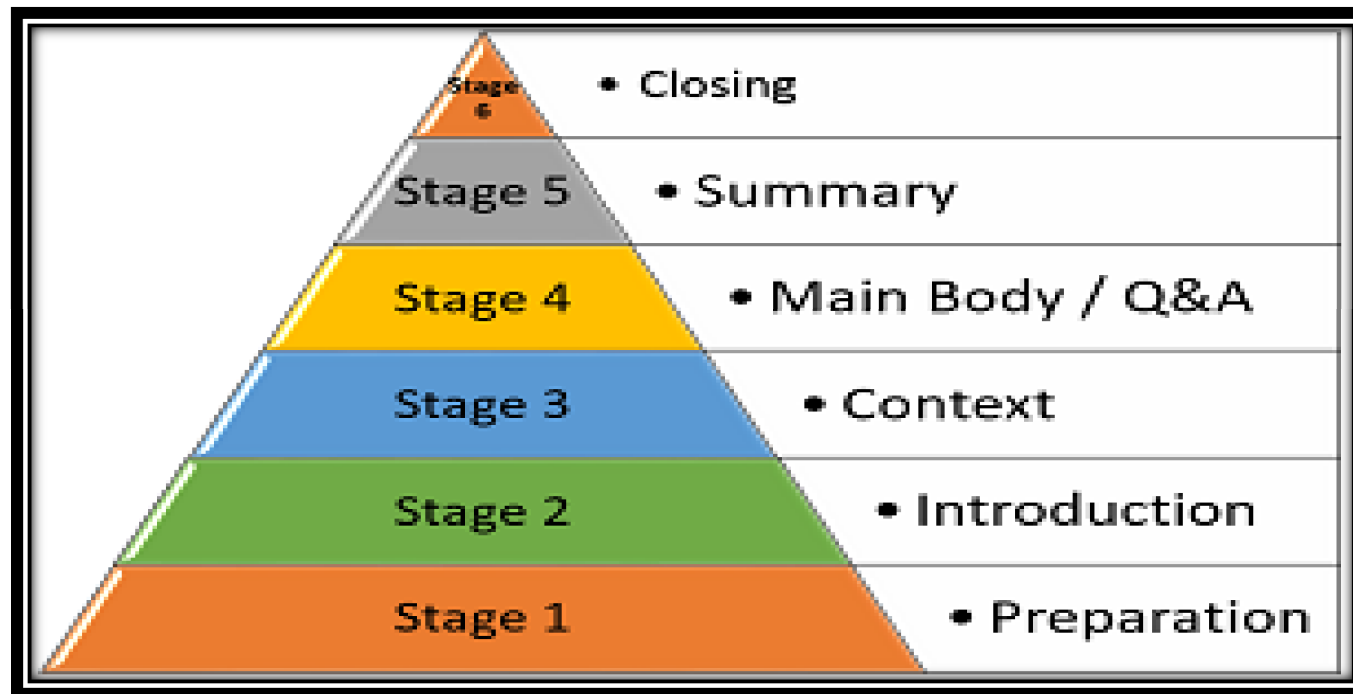 Stage
6
• Closing
Stage 5
• Summary
Stage 4
• Main Body / Q&A
Stage 3
• Context
Stage 2
• Introduction
Stage 1
• Preparation